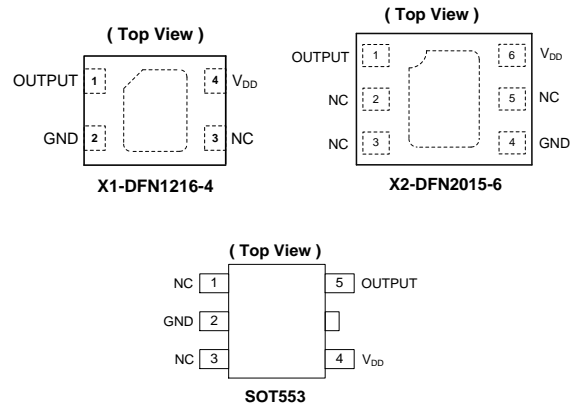 ( Top View )
OUTPUT 1 4 VDD
GND 2 3 NC
X1-DFN1216-4
( Top View )
OUTPUT 1 6 VDD
NC 2 5 NC
NC 3 4 GND
X2-DFN2015-6
( Top View )
NC 1 5 OUTPUT
GND 2
NC 3 4 VDD
SOT553